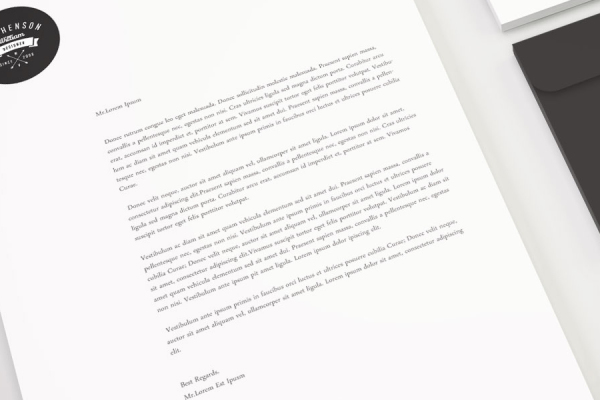 HENSON
William
DESIGNER
SINCE 2008
Mr.Lorem Ipsum
Donec rutrum congue leo eget malesuada. Donec sollicitudin molestie malesuada. Praesent sapien massa,
convallis a pellentesque nec, egestas non nisi. Cras ultricies ligula sed magna dictum porta. Curabitur arcu
erat, accumsan id imperdiet et, porttitor at sem. Vivamus suscipit tortor eget felis porttitor volutpat. Vestibu-
lum ac diam sit amet quam vehicula elementum sed sit amet dui. Praesent sapien massa, convallis a pellen-
tesque nec, egestas non nisi. Vestibulum ante ipsum primis in faucibus orci luctus et ultrices posuere cubilia
Curae;
Donec velit neque, auctor sit amet aliquam vel, ullamcorper sit amet ligula. Lorem ipsum dolor sit amet,
consectetur adipiscing elit.Praesent sapien massa, convallis a pellentesque nec, egestas non nisi. Cras ultricies
ligula sed magna dictum porta. Curabitur arcu erat, accumsan id imperdiet et, porttitor at sem. Vivamus
suscipit tortor eget felis porttitor volutpat.
Vestibulum ac diam sit amet quam vehicula elementum sed sit amet dui. Praesent sapien massa, convallis a
pellentesque nec, egestas non nisi. Vestibulum ante ipsum primis in faucibus orci luctus et ultrices posuere
cubilia Curae; Donec velit neque, auctor sit amet aliquam vel, ullamcorper sit amet ligula. Lorem ipsum dolor
sit amet, consectetur adipiscing elit.Vivamus suscipit tortor eget felis porttitor volutpat. Vestibulum ac diam sit
amet quam vehicula elementum sed sit amet dui. Praesent sapien massa, convallis a pellentesque nec, egestas
non nisi. Vestibulum ante ipsum pit amet ligula. Lorem ipsum dolor ipiscing elit.
Vestibulum ante ipsum primis in faucibus orci luctus et ultrices posuere cubilia Curae; Donec velit neque,
auctor sit amet aliquam vel, ullamcorper sit amet ligula. Lorem ipsum dolor sit amet, consectetur adipiscing
elit.
Best Regards,
Mr.Lorem Est Ipsum